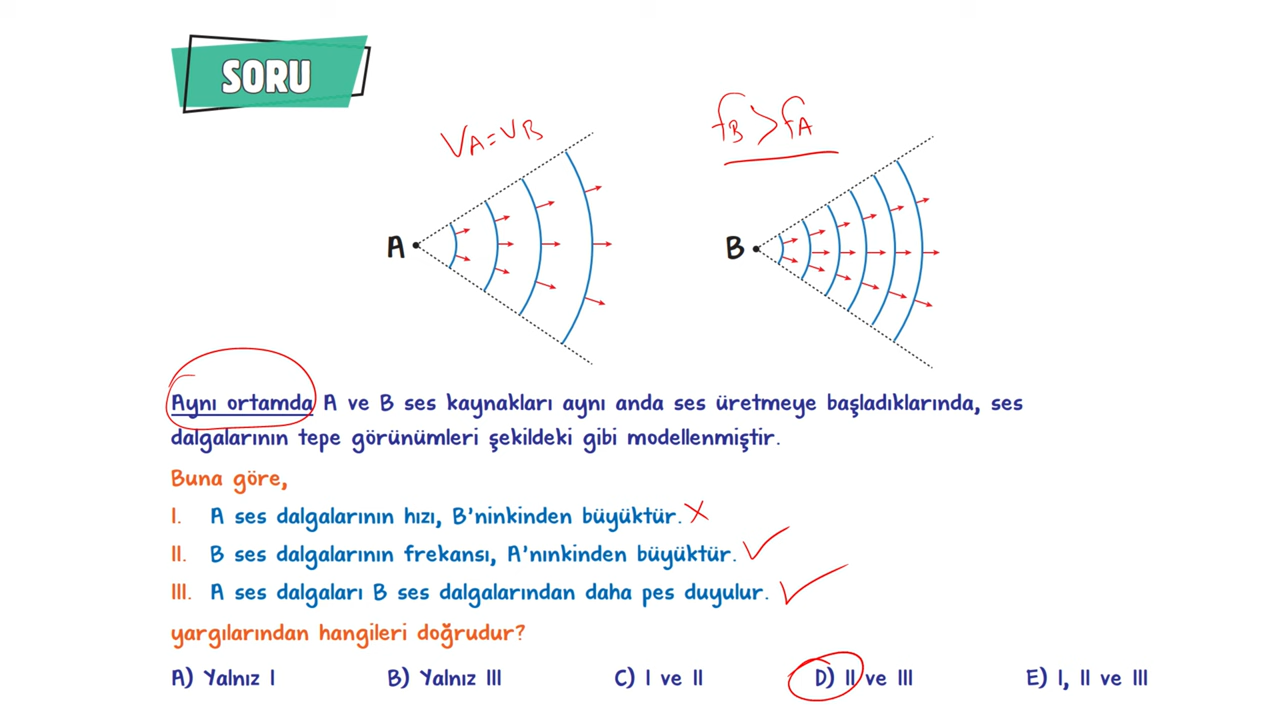 SORU
VA=VB
fB>fA
A
B
Aynı ortamda A ve B ses kaynakları aynı anda ses üretmeye başladıklarında, ses
dalgalarının tepe görünümleri şekildeki gibi modellenmiştir.
Buna göre,
I. A ses dalgalarının hızı, B'ninkinden büyüktür.
II. B ses dalgalarının frekansı, A'nınkinden büyüktür.
III. A ses dalgaları B ses dalgalarından daha pes duyulur.
yargılarından hangileri doğrudur?
A) Yalnız I B) Yalnız III C) I ve II D) II ve III E) I, II ve III